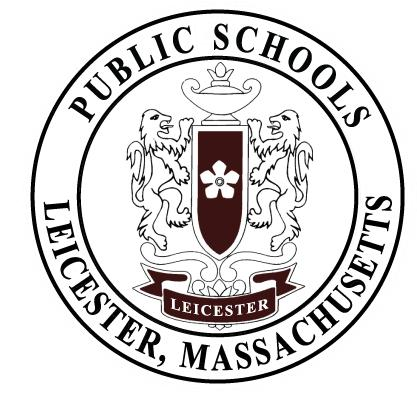 PUBLIC SCHOOLS
LEICESTER
LEICESTER, MASSACHUSETTS